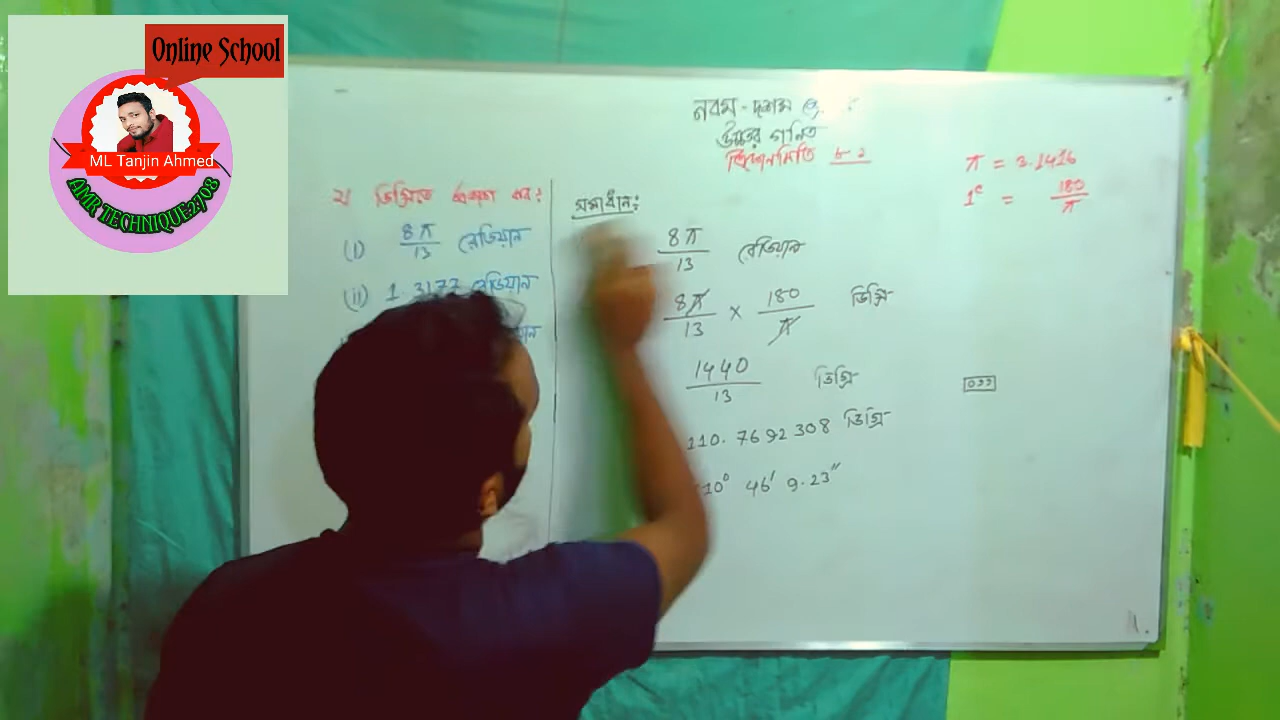 Online School
ML Tanjin Ahmed
AMR TECHNIQUE2708
নবম - দশম
উচ্চতর গণিত
ত্রিকোণমিতি ৮.১
π = 3.1416
1ᶜ = 180/π
২। ডিগ্রিতে প্রকাশ কর:
(i) 8π/13 রেডিয়ান
(ii) 1.3177 রেডিয়ান
সমাধান:
8π/13 রেডিয়ান
8π/13 × 180/π ডিগ্রি
1440/13 ডিগ্রি
110.7692308 ডিগ্রি
10° 46′ 9.23″